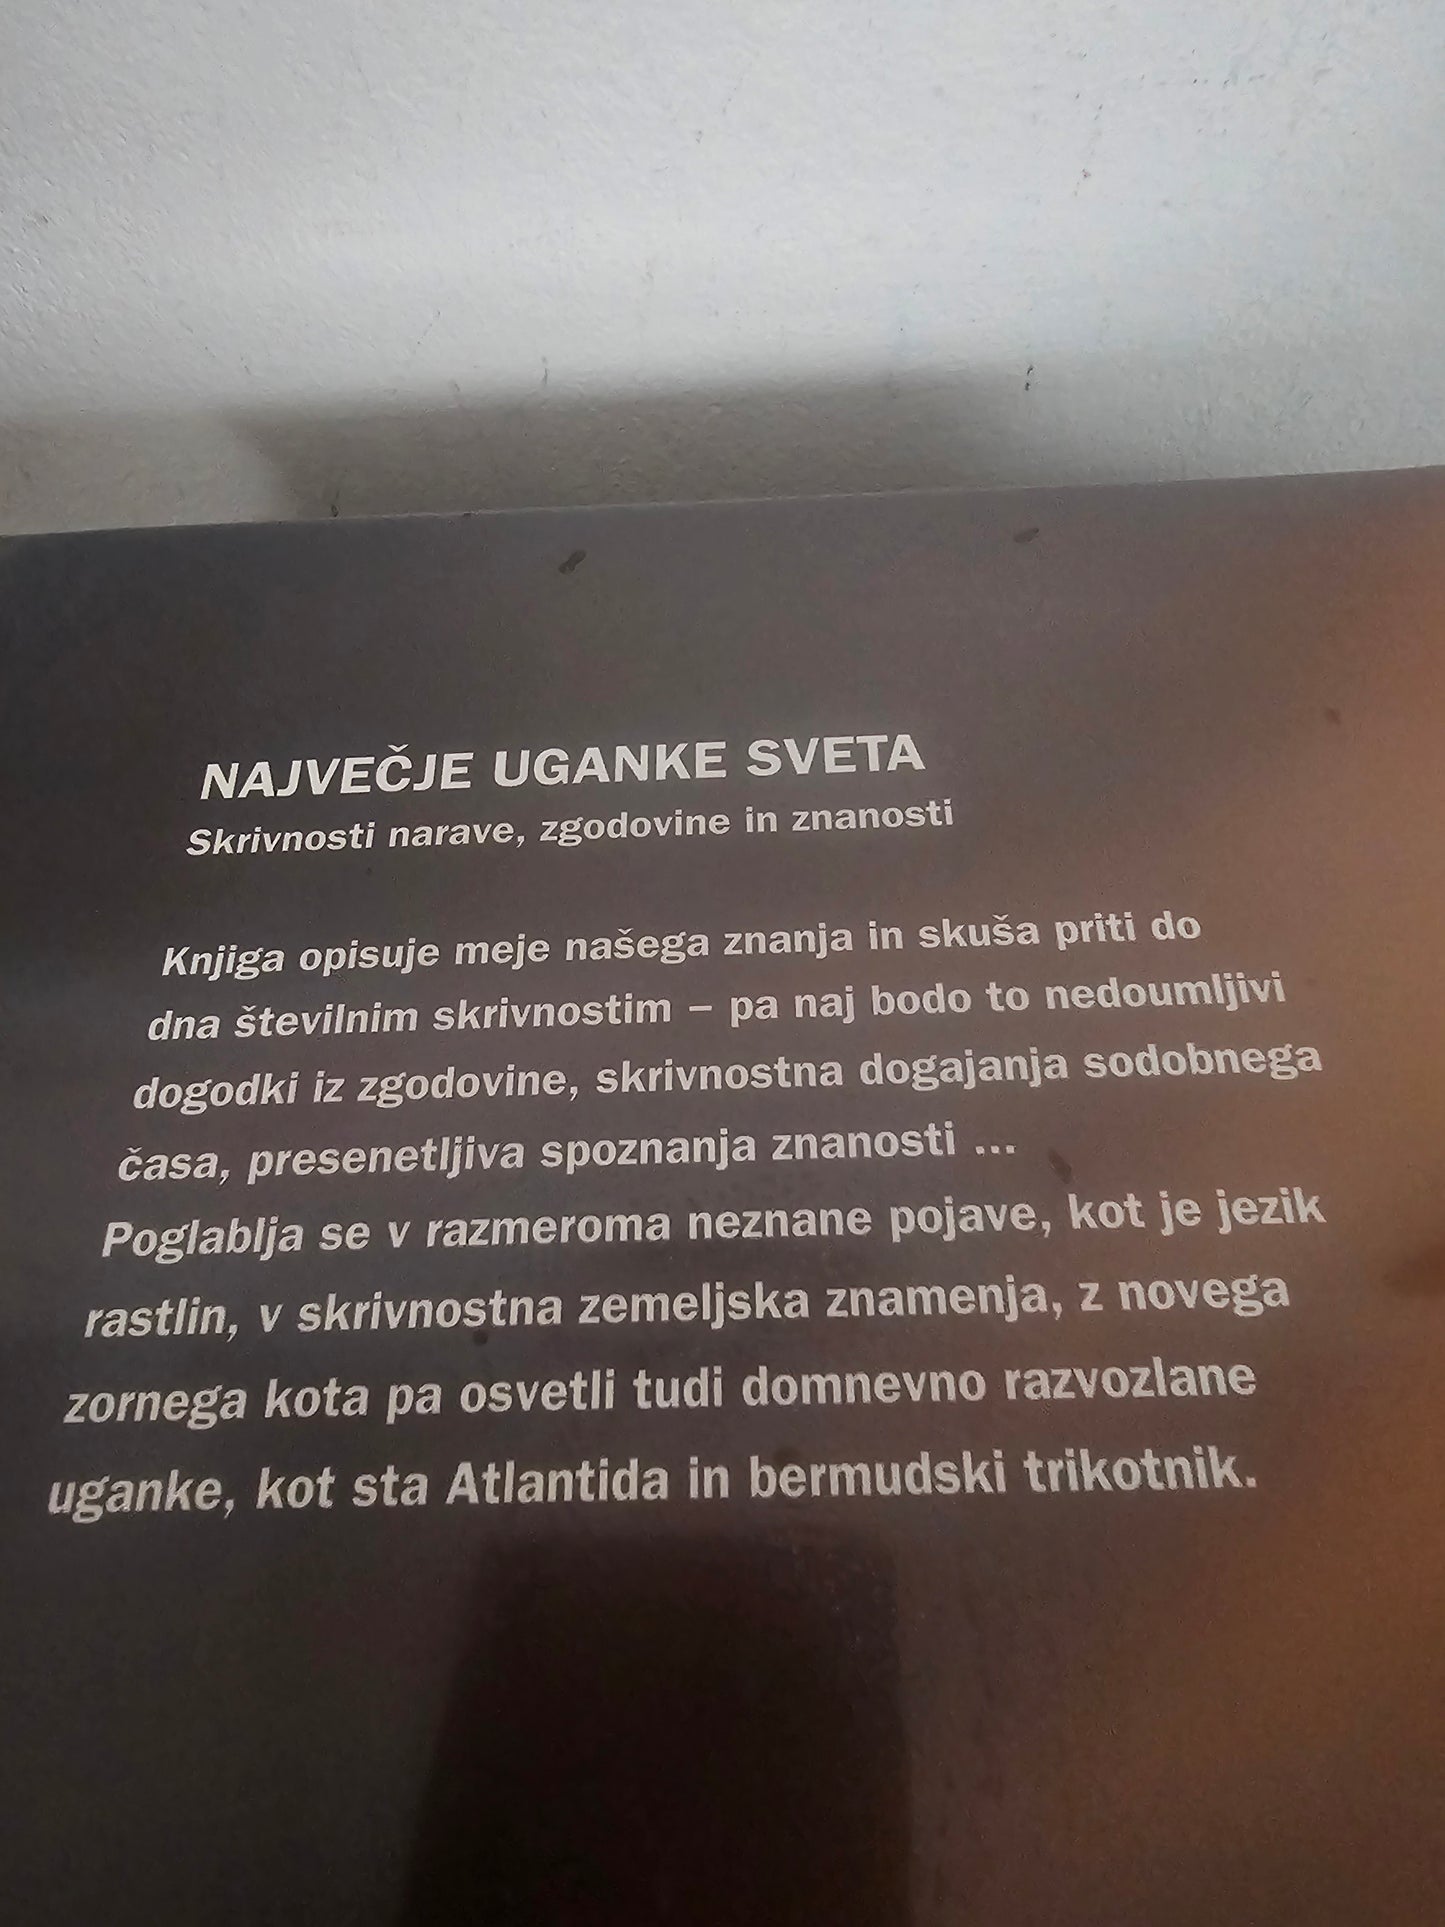 NAJVEČJE UGANKE SVETA
Skrivnosti narave, zgodovine in znanosti
Knjiga opisuje meje našega znanja in skuša priti do
dna številnim skrivnostim – pa naj bodo to nedoumljivi
dogodki iz zgodovine, skrivnostna dogajanja sodobnega
časa, presenetljiva spoznanja znanosti ...
Poglablja se v razmeroma neznane pojave, kot je jezik
rastlin, v skrivnostna zemeljska znamenja, z novega
zornega kota pa osvetli tudi domnevno razvozlane
uganke, kot sta Atlantida in bermudski trikotnik.